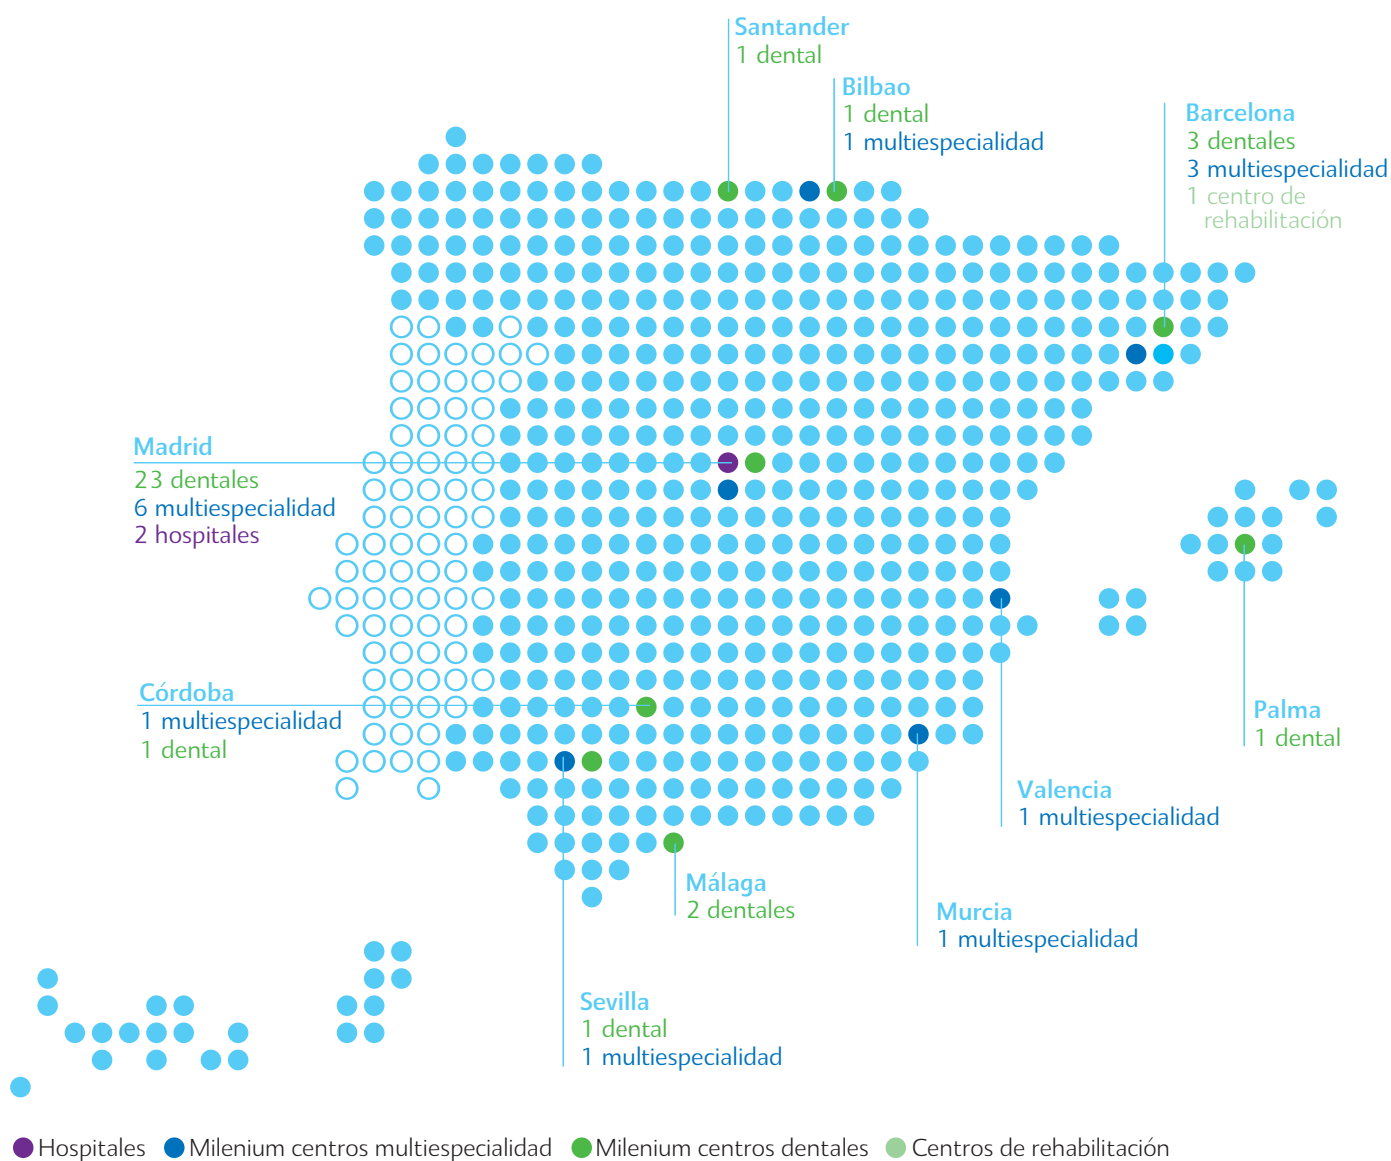 Santander
1 dental
Bilbao
1 dental
1 multiespecialidad
Barcelona
3 dentales
3 multiespecialidad
1 centro de
rehabilitación
Madrid
23 dentales
6 multiespecialidad
2 hospitales
Córdoba
1 multiespecialidad
1 dental
Palma
1 dental
Valencia
1 multiespecialidad
Málaga
2 dentales
Murcia
1 multiespecialidad
Sevilla
1 dental
1 multiespecialidad
Hospitales Milenium centros multiespecialidad Milenium centros dentales Centros de rehabilitación